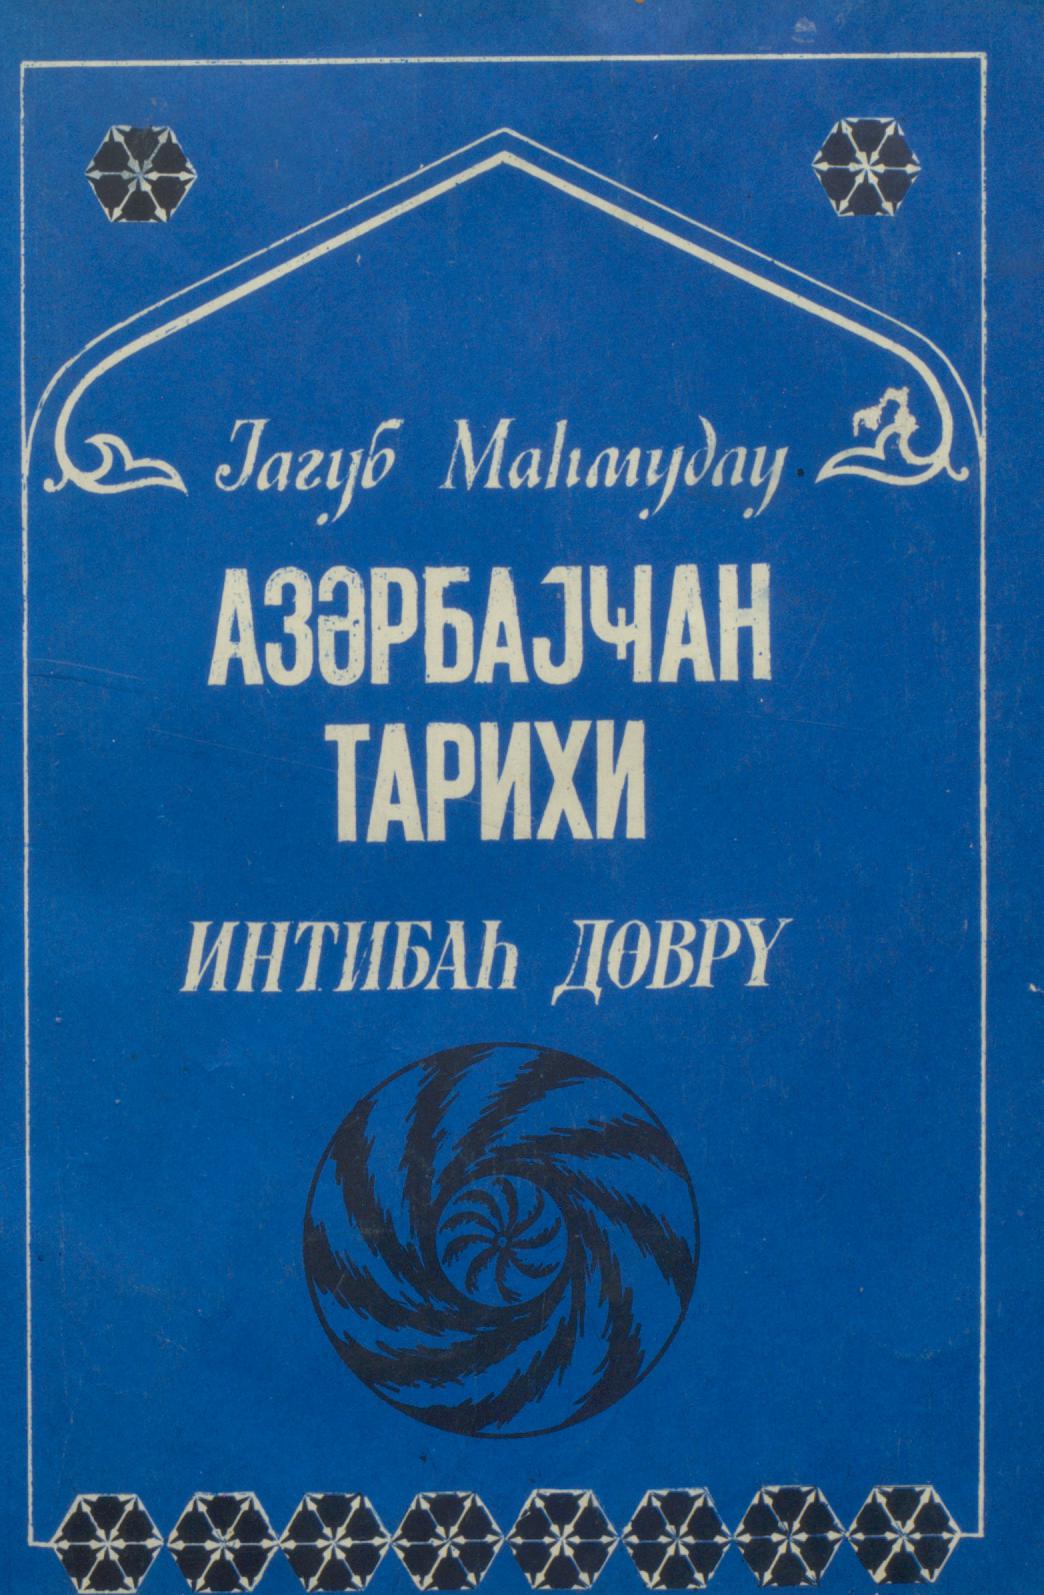 Јагуб Маһмудлу
АЗӘРБАЈҸАН
ТАРИХИ
ИНТИБАҺ ДӨВРҮ